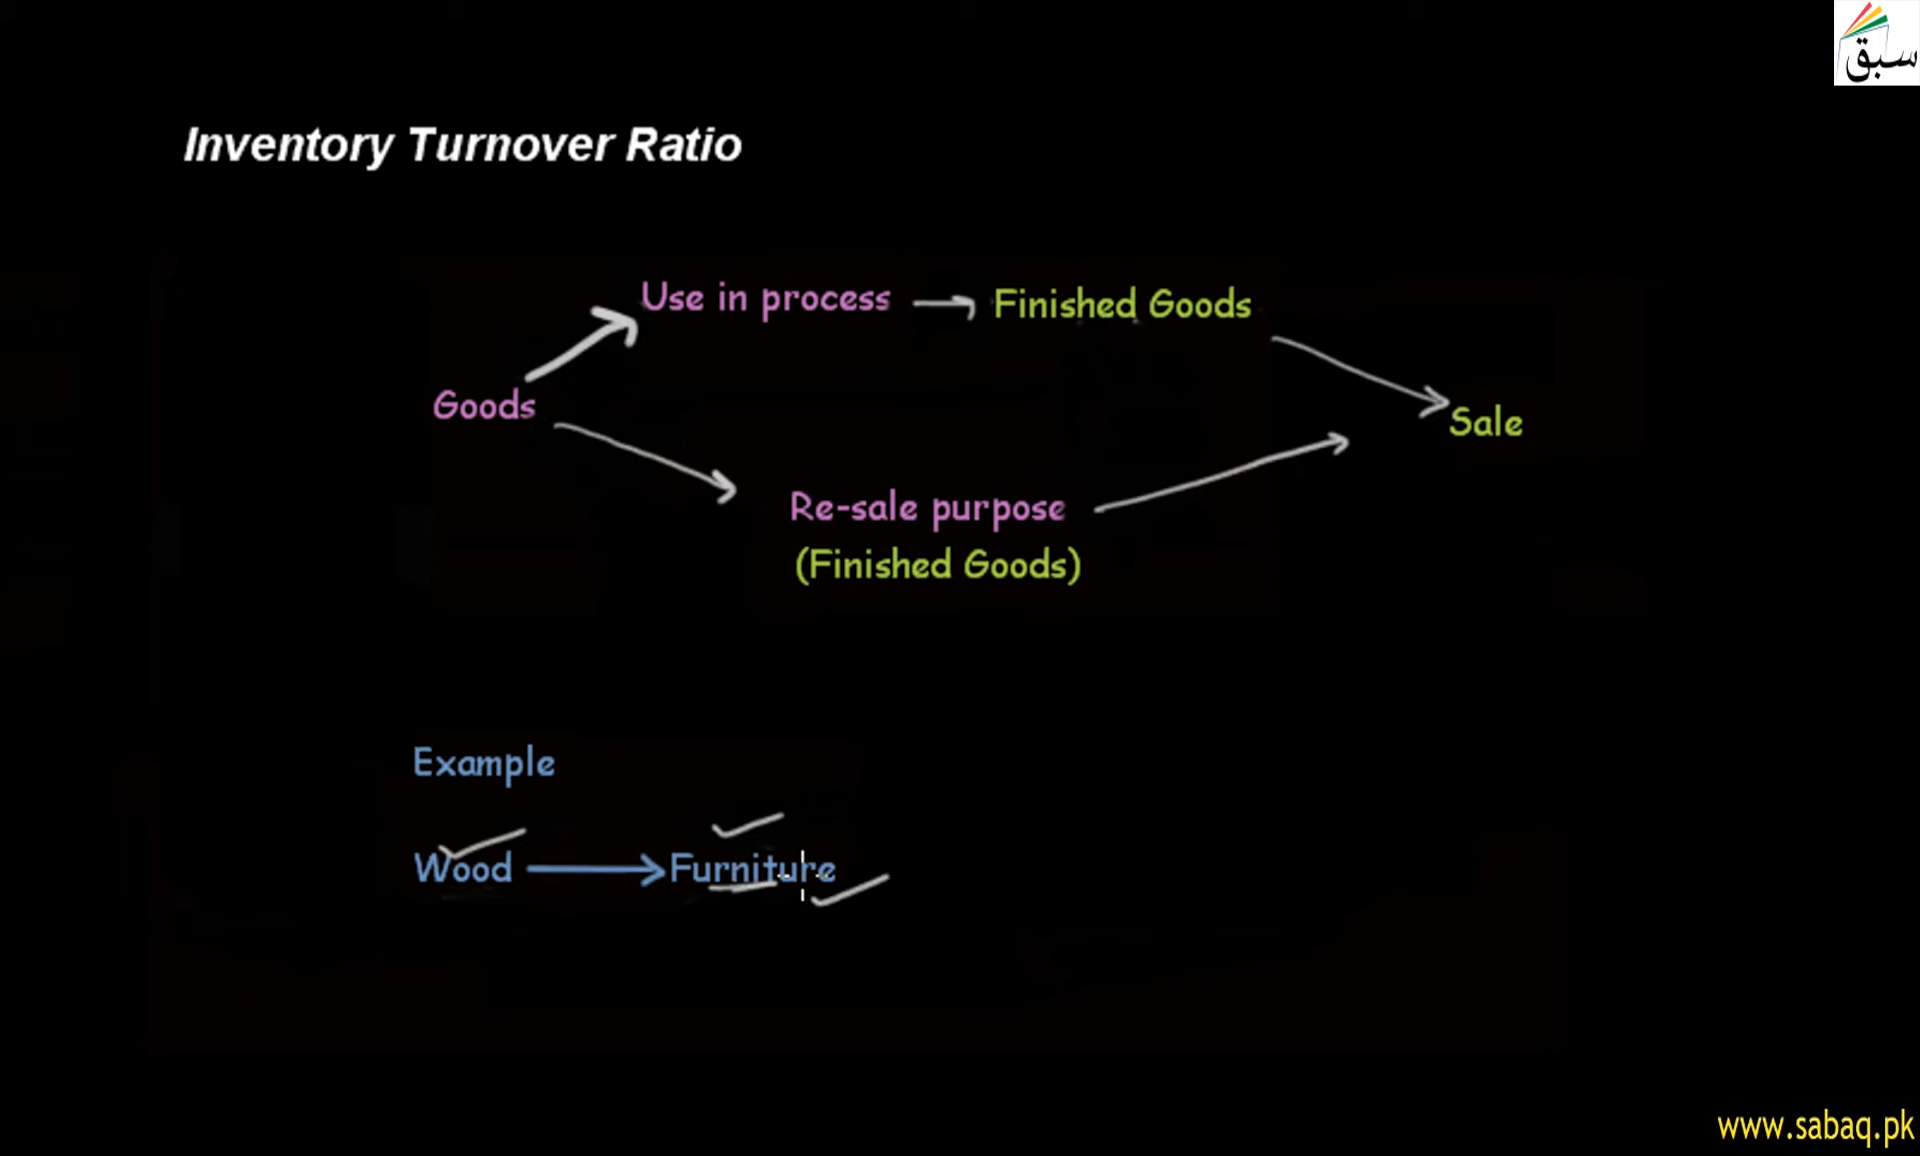 سبق
Inventory Turnover Ratio
Use in process
Finished Goods
Goods
Sale
Re-sale purpose
(Finished Goods)
Example
Wood
Furniture
www.sabaq.pk